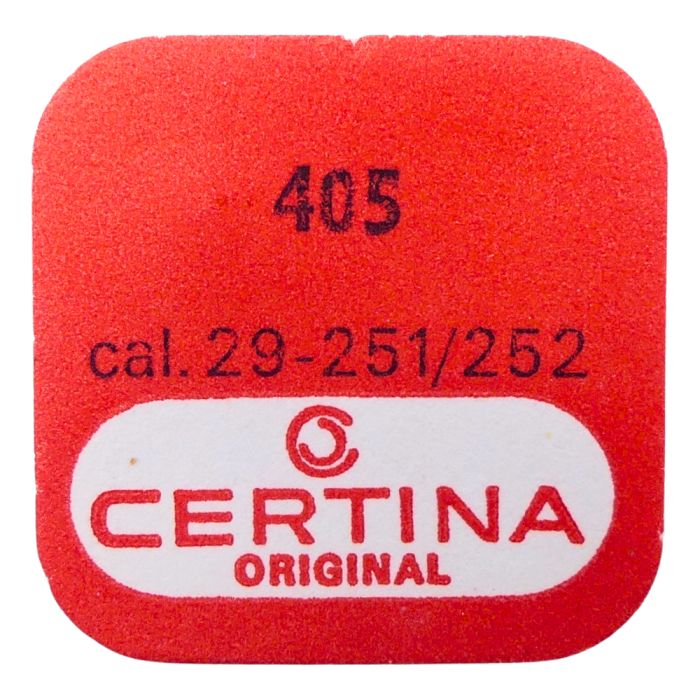 405
cal. 29-251/252
CERTINA
ORIGINAL